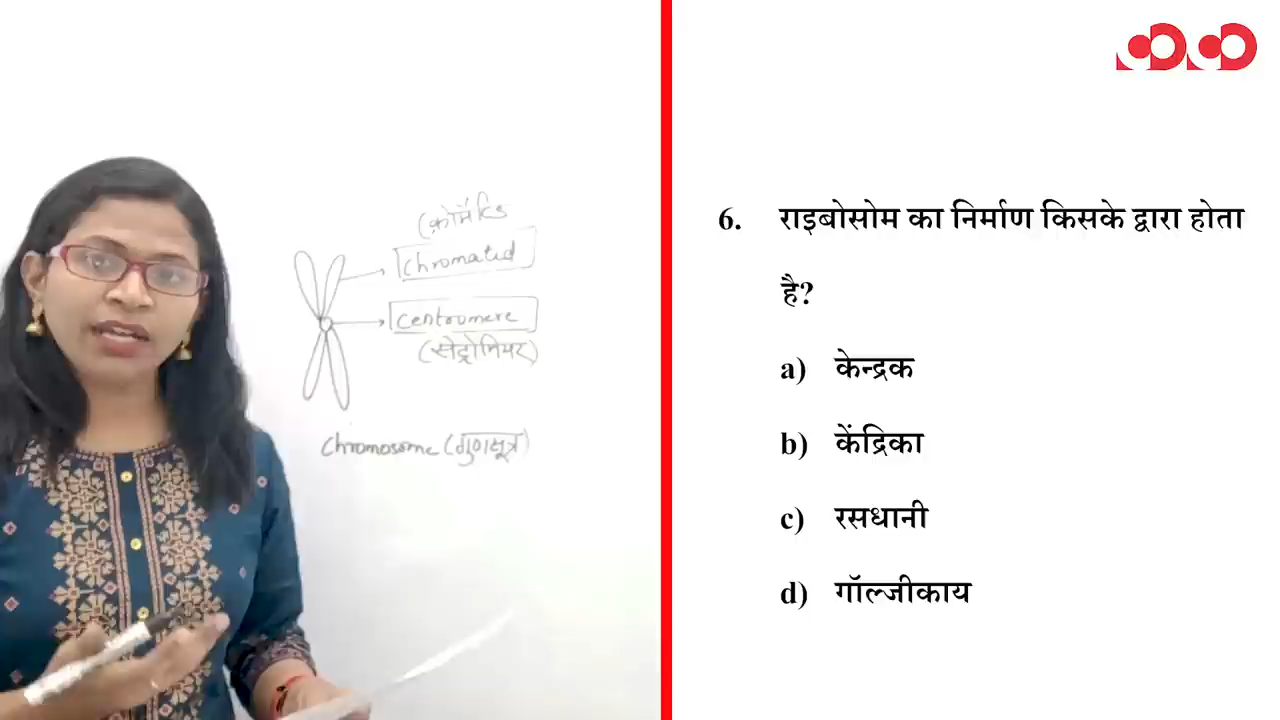 (क्रोमैटिड
chromatid
centromere
(सेंट्रोमियर)
chromosome (गुणसूत्र)
6. राइबोसोम का निर्माण किसके द्वारा होता
है?
a) केन्द्रक
b) केंद्रिका
c) रसधानी
d) गॉल्जीकाय